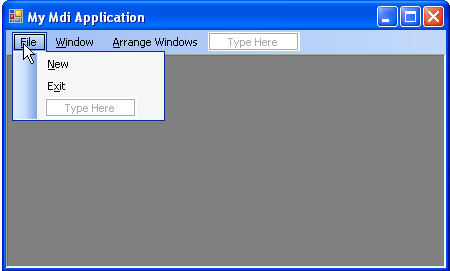 My Mdi Application
File Window Arrange Windows Type Here
New
Exit
Type Here